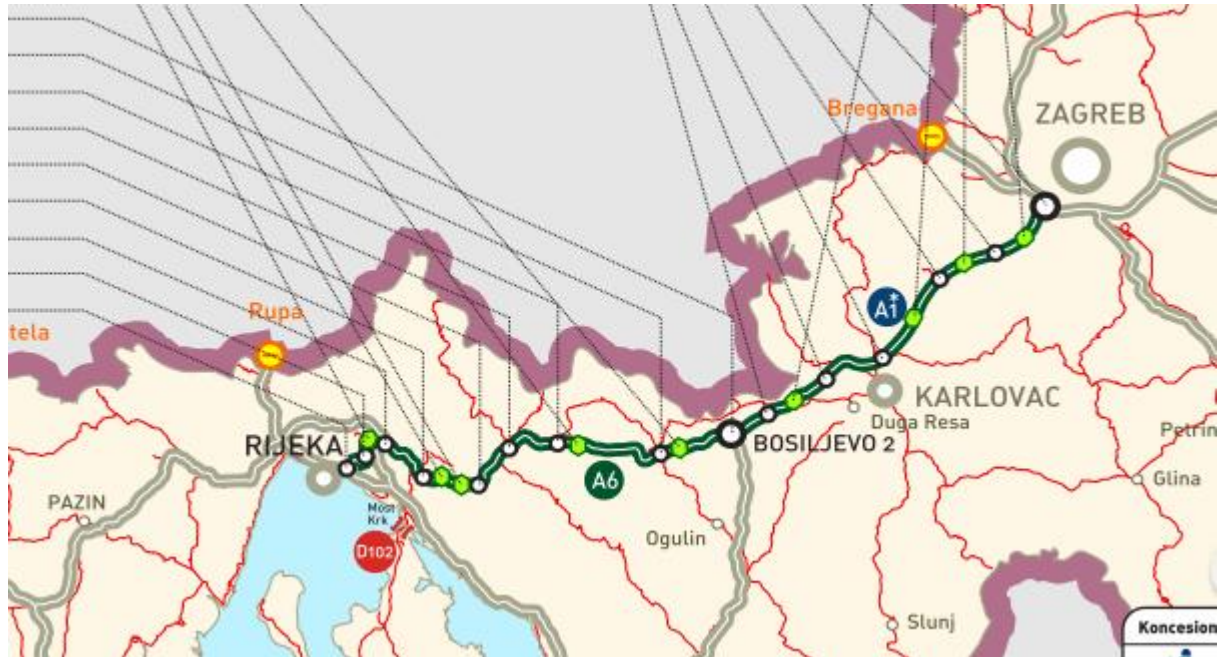 Bregana
ZAGREB
A1*
Rupa
tela
KARLOVAC
Duga Resa
RIJEKA
BOSILJEVO 2
Petrin
A6
Glina
PAZIN
Most
Krk
D102
Ogulin
Slunj
Koncesion